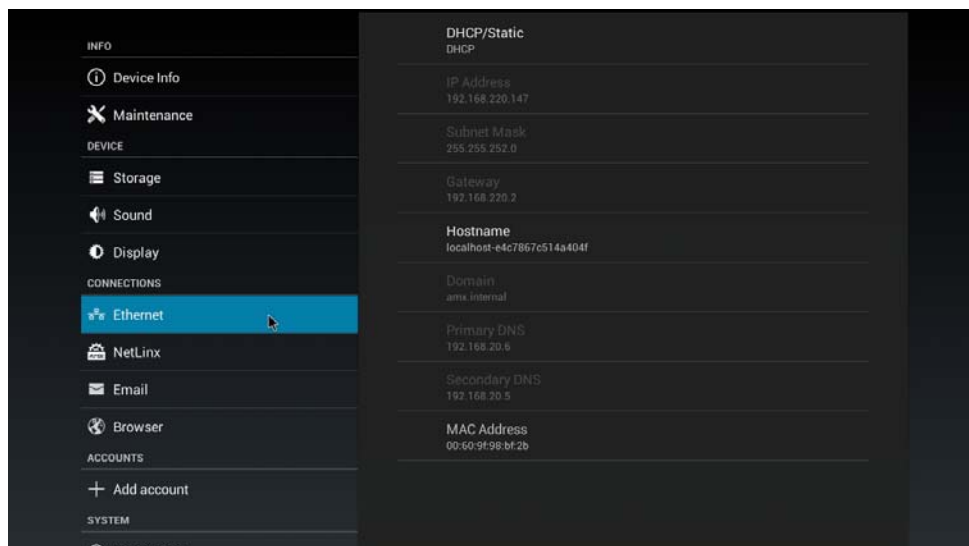 INFO
Device Info
Maintenance
DEVICE
Storage
Sound
Display
CONNECTIONS
Ethernet
NetLinx
Email
Browser
ACCOUNTS
Add account
SYSTEM
DHCP/Static
DHCP
IP Address
192.168.220.147
Subnet Mask
255.255.252.0
Gateway
192.168.220.2
Hostname
localhost-e4c7867c514a404f
Domain
amx.internal
Primary DNS
192.168.20.6
Secondary DNS
192.168.20.5
MAC Address
00:60:9f:98:bf:2b